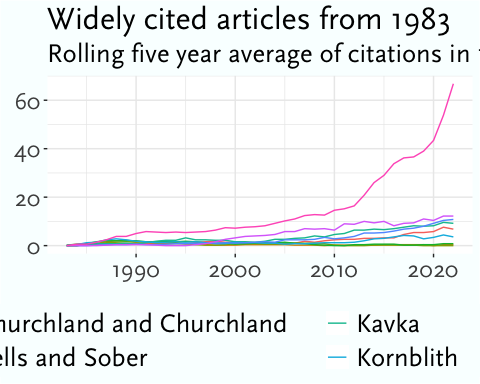 Widely cited articles from 1983
Rolling five year average of citations in
60
40
20
0
1990 2000 2010 2020
hurchland and Churchland Kavka
ells and Sober Kornblith